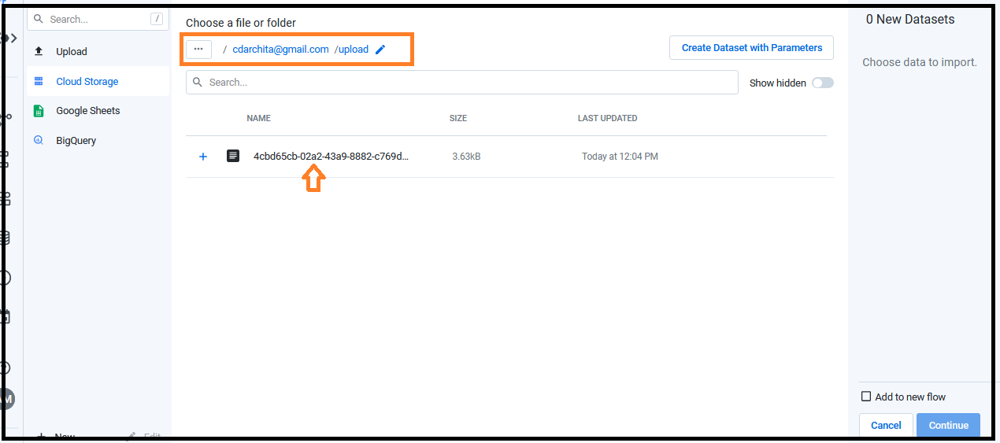 Search... /
Upload
Cloud Storage
Google Sheets
BigQuery
New Edit
Choose a file or folder
... / cdarchita@gmail.com /upload
Create Dataset with Parameters
Search...
Show hidden
NAME SIZE LAST UPDATED
+ 4cbd65cb-02a2-43a9-8882-c769d... 3.63kB Today at 12:04 PM
0 New Datasets
Choose data to import.
Add to new flow
Cancel Continue
M